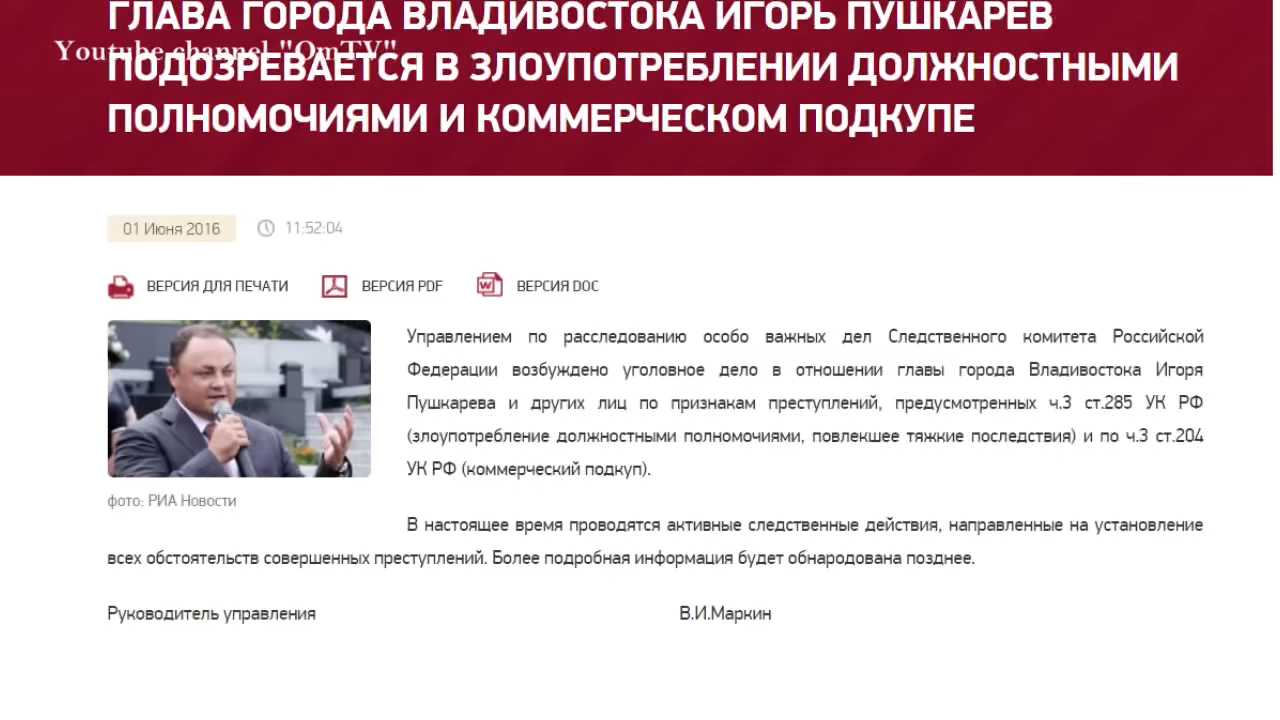 ГЛАВА ГОРОДА ВЛАДИВОСТОКА ИГОРЬ ПУШКАРЕВ
Youtube channel "OmTV"
ПОДОЗРЕВАЕТСЯ В ЗЛОУПОТРЕБЛЕНИИ ДОЛЖНОСТНЫМИ
ПОЛНОМОЧИЯМИ И КОММЕРЧЕСКОМ ПОДКУПЕ
01 Июня 2016 11:52:04
ВЕРСИЯ ДЛЯ ПЕЧАТИ ВЕРСИЯ PDF ВЕРСИЯ DOC
Управлением по расследованию особо важных дел Следственного комитета Российской
Федерации возбуждено уголовное дело в отношении главы города Владивостока Игоря
Пушкарева и других лиц по признакам преступлений, предусмотренных ч.3 ст.285 УК РФ
(злоупотребление должностными полномочиями, повлекшее тяжкие последствия) и по ч.3 ст.204
УК РФ (коммерческий подкуп).
фото: РИА Новости
В настоящее время проводятся активные следственные действия, направленные на установление
всех обстоятельств совершенных преступлений. Более подробная информация будет обнародована позднее.
Руководитель управления В.И.Маркин